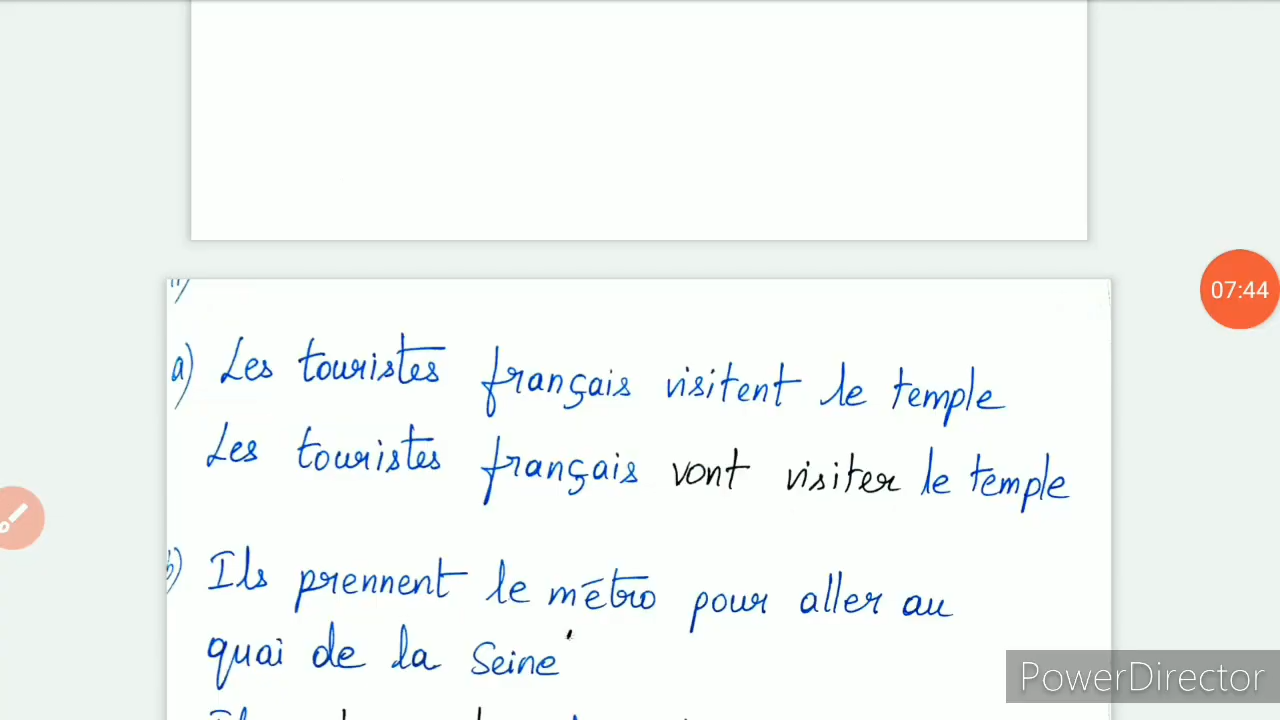 07:44
a) Les touristes français visitent le temple
Les touristes français vont visiter le temple
b) Ils prennent le métro pour aller au
quai de la Seine
PowerDirector